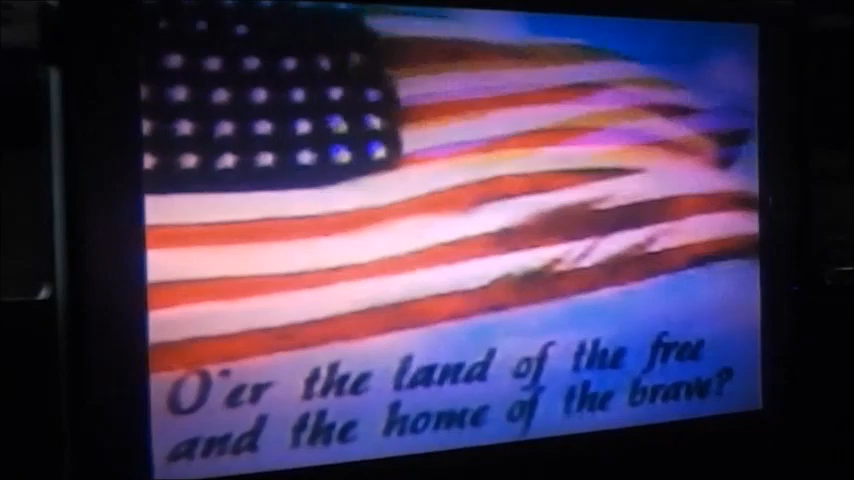 O'er the land of the free
and the home of the brave?